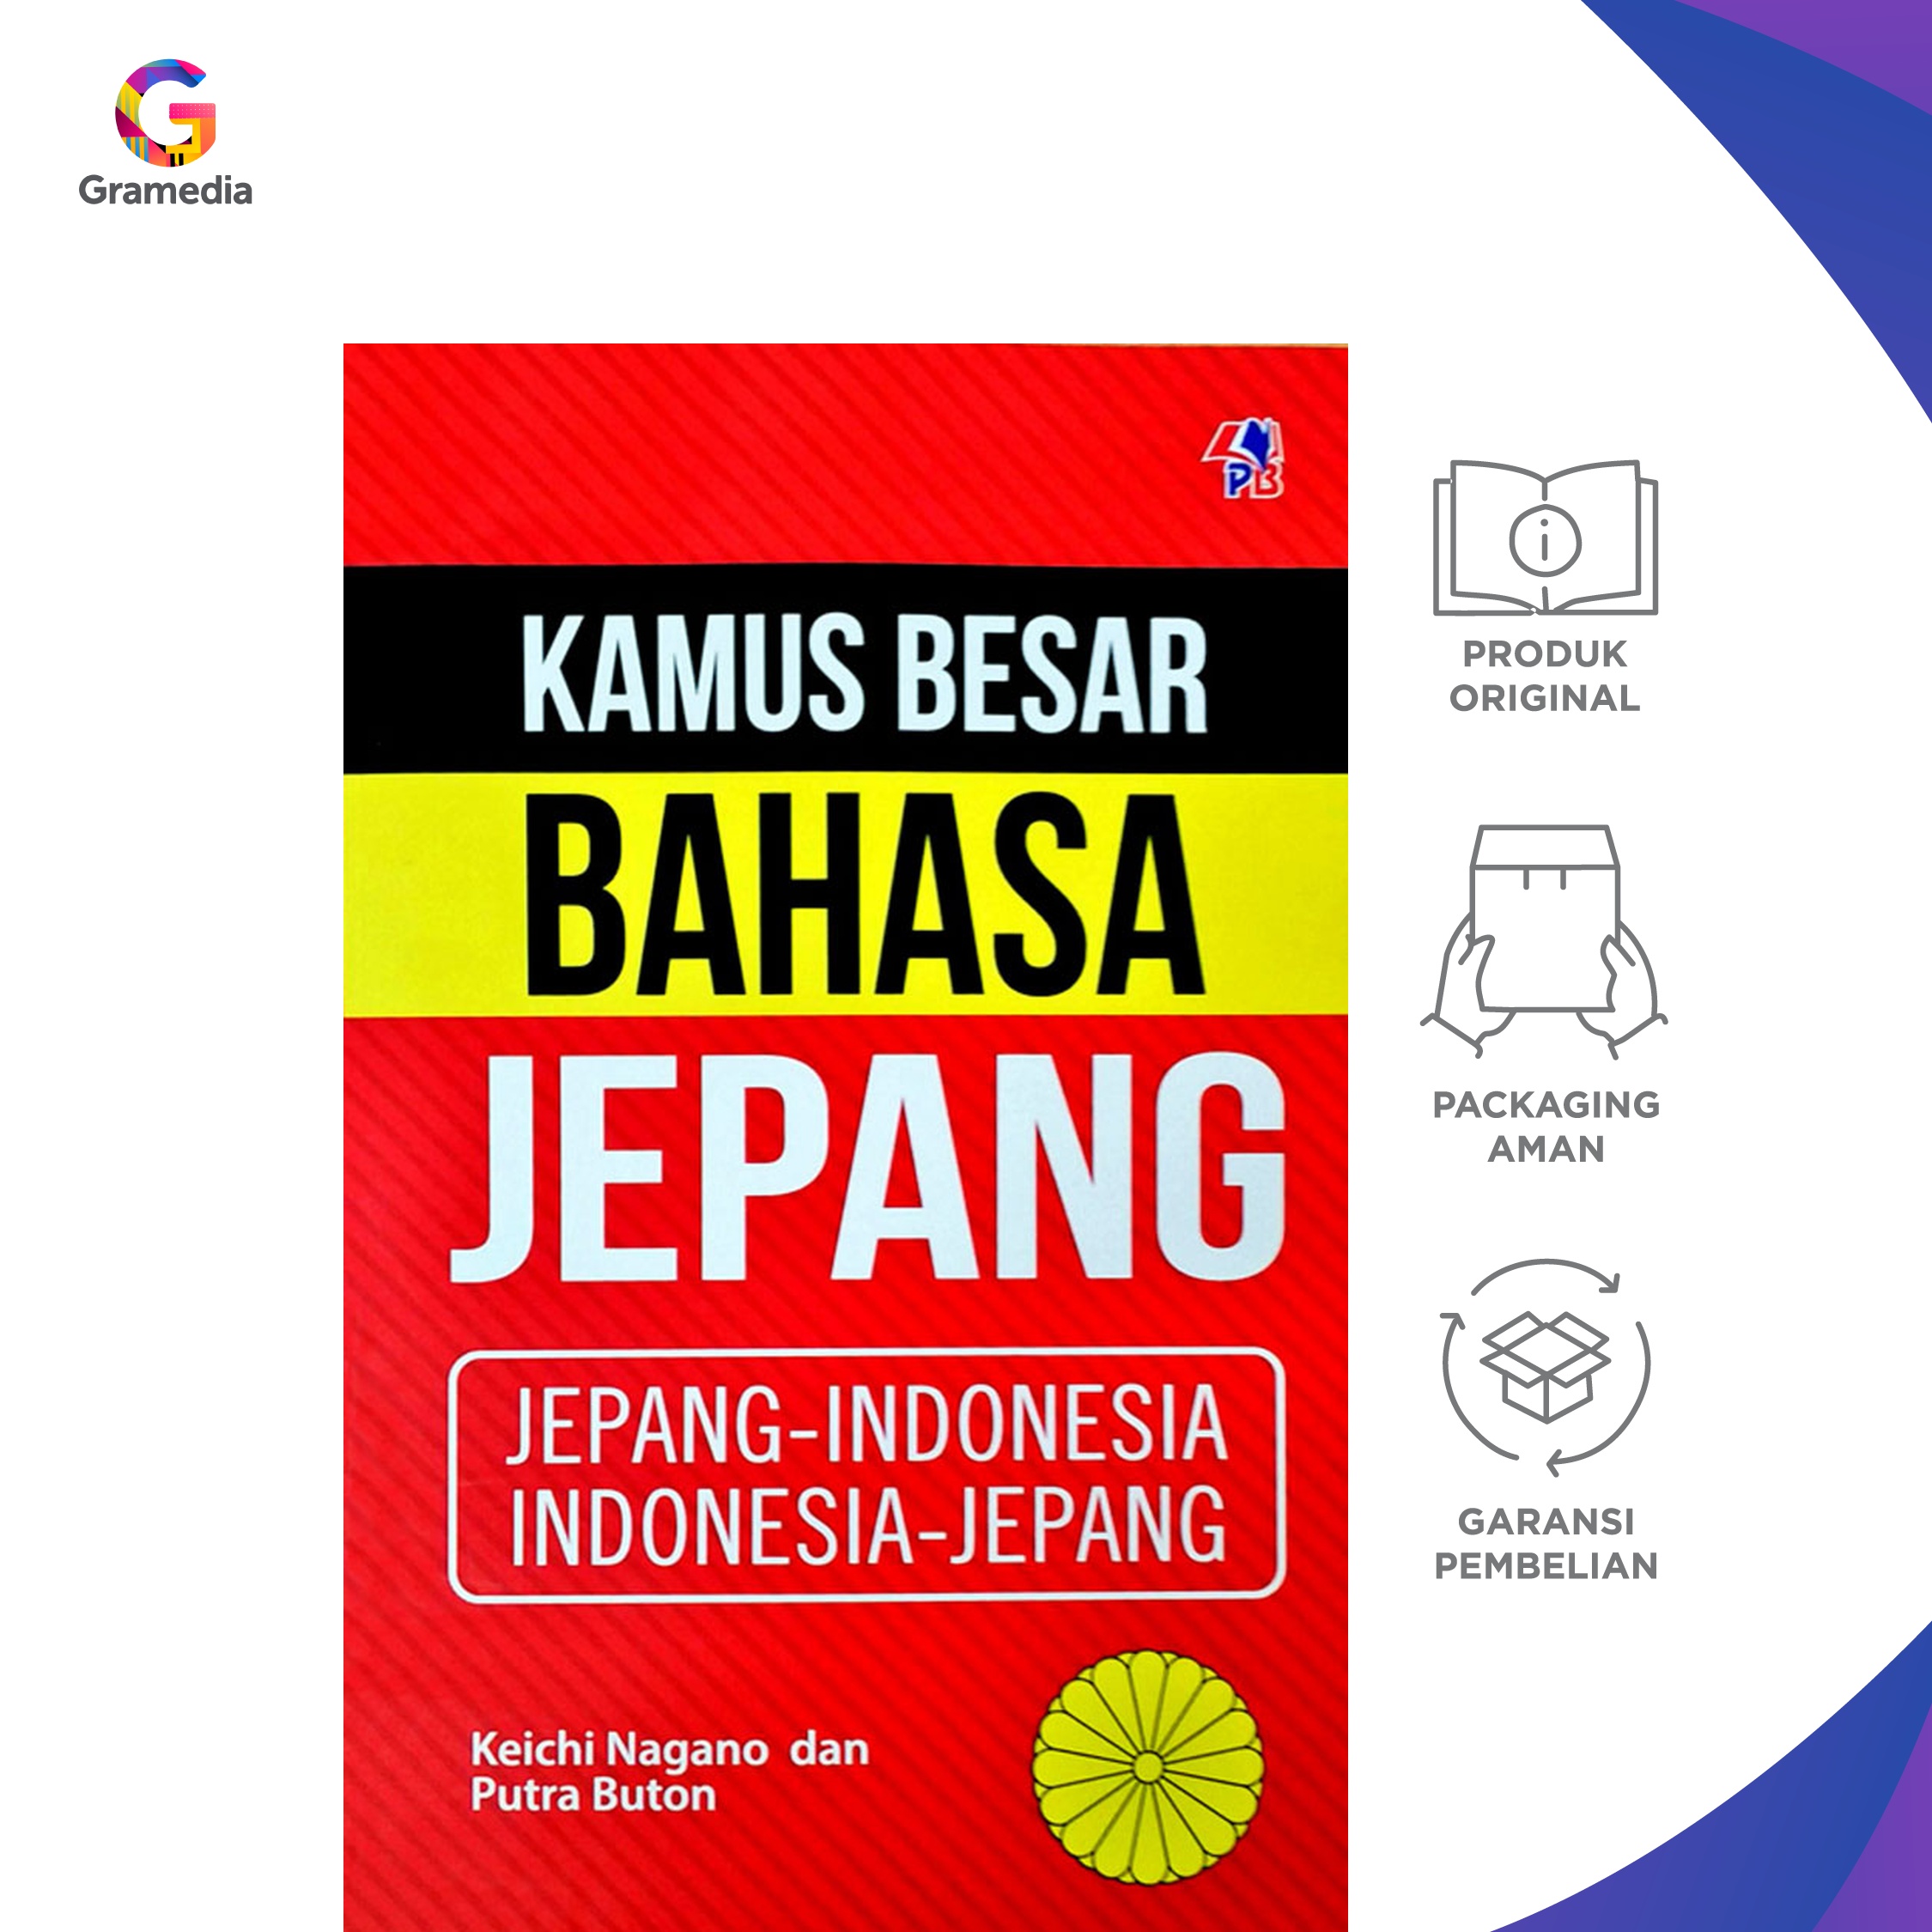 Gramedia
PB
KAMUS BESAR
BAHASA
JEPANG
JEPANG-INDONESIA
INDONESIA-JEPANG
Keichi Nagano dan
Putra Buton
PRODUK
ORIGINAL
PACKAGING
AMAN
GARANSI
PEMBELIAN